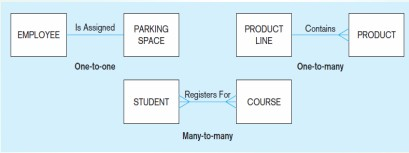 EMPLOYEE
Is Assigned
PARKING
SPACE
One-to-one
PRODUCT
LINE
Contains
PRODUCT
One-to-many
STUDENT
Registers For
COURSE
Many-to-many